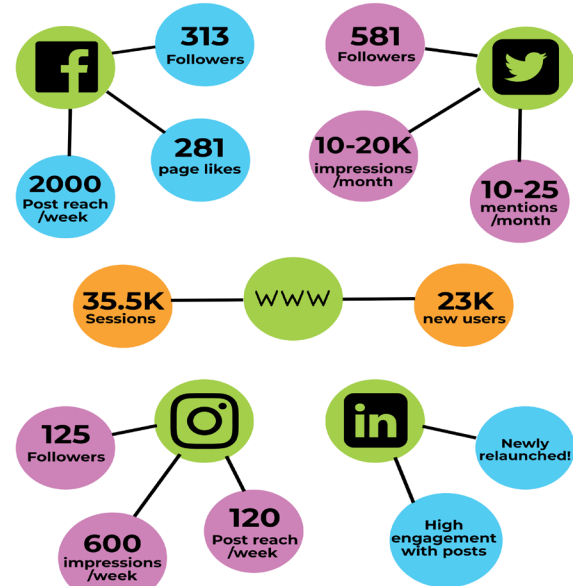 313
Followers
281
page likes
2000
Post reach
/week
581
Followers
10-20K
impressions
/month
10-25
mentions
/month
35.5K
Sessions
www
23K
new users
125
Followers
600
impressions
/week
120
Post reach
/week
in
Newly
relaunched!
High
engagement
with posts